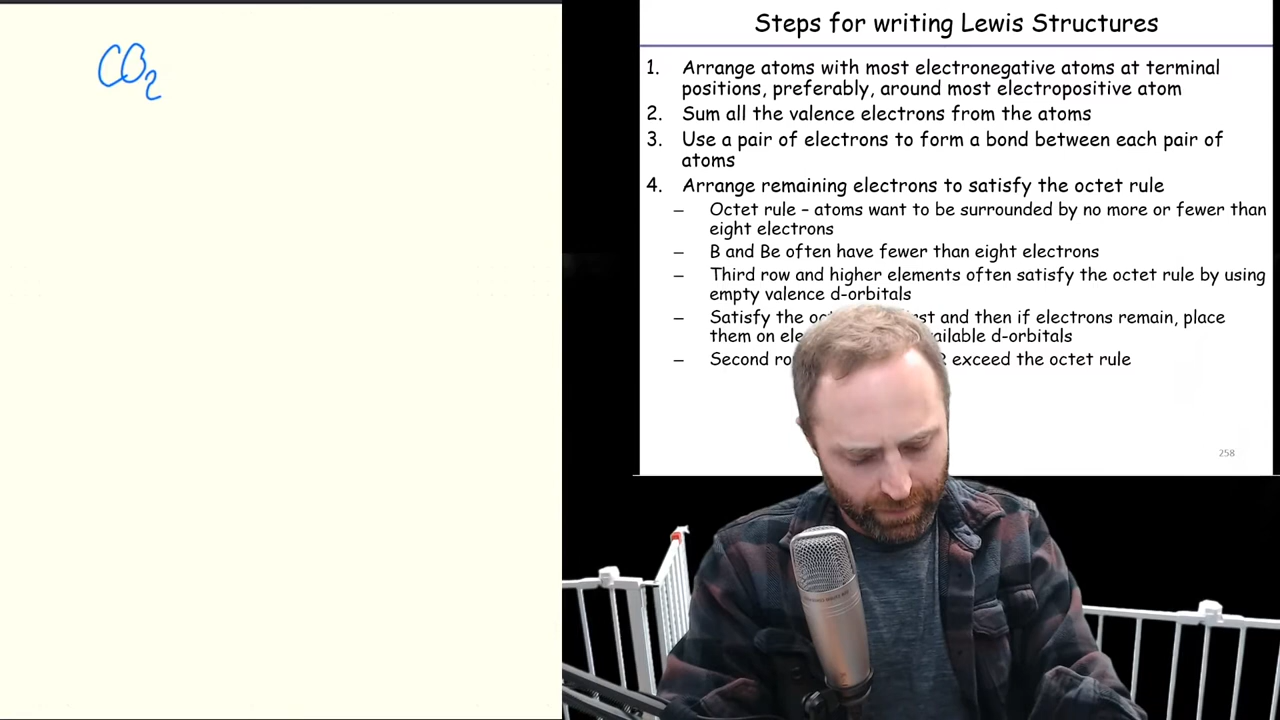 CO₂
Steps for writing Lewis Structures
1. Arrange atoms with most electronegative atoms at terminal
positions, preferably, around most electropositive atom
2. Sum all the valence electrons from the atoms
3. Use a pair of electrons to form a bond between each pair of
atoms
4. Arrange remaining electrons to satisfy the octet rule
– Octet rule – atoms want to be surrounded by no more or fewer than
eight electrons
– B and Be often have fewer than eight electrons
– Third row and higher elements often satisfy the octet rule by using
empty valence d-orbitals
– Satisfy the and then if electrons remain, place
them on d-orbitals
– Second exceed the octet rule
258